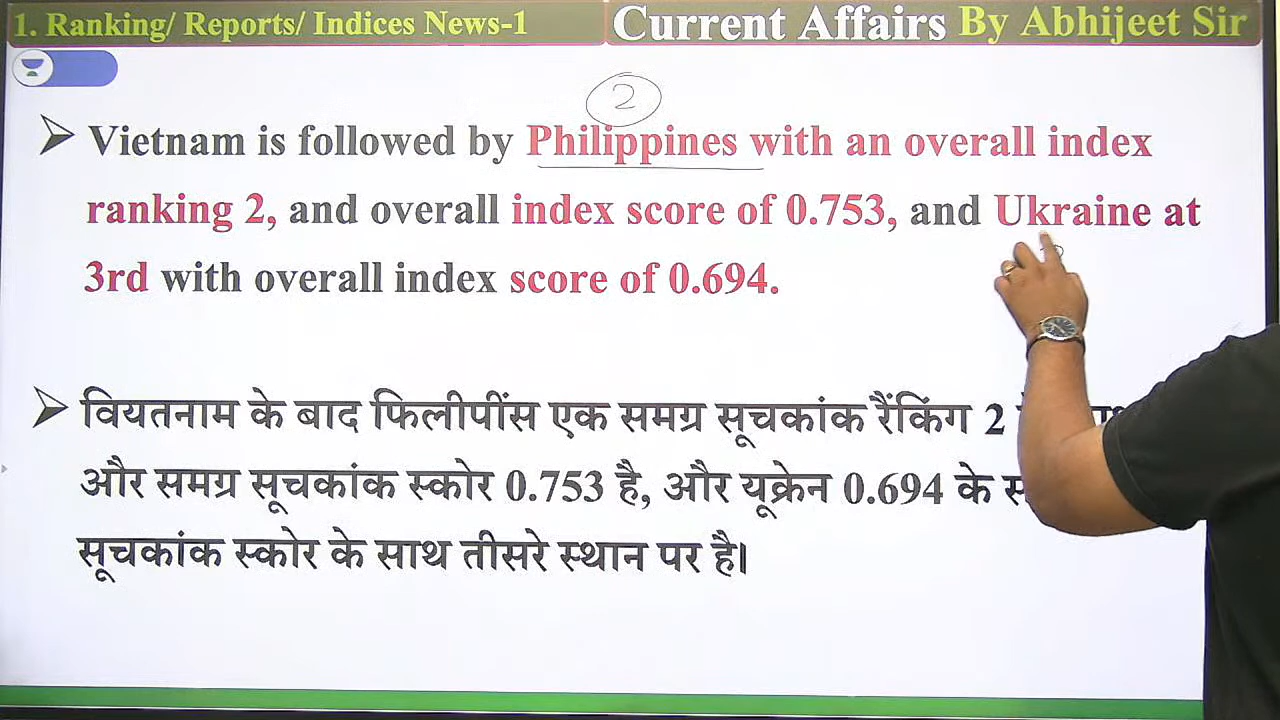 1. Ranking/ Reports/ Indices News-1
Current Affairs By Abhijeet Sir
2
Vietnam is followed by Philippines with an overall index
ranking 2, and overall index score of 0.753, and Ukraine at
3rd with overall index score of 0.694.
वियतनाम के बाद फिलीपींस एक समग्र सूचकांक रैंकिंग 2
और समग्र सूचकांक स्कोर 0.753 है, और यूक्रेन 0.694 के
सूचकांक स्कोर के साथ तीसरे स्थान पर है।